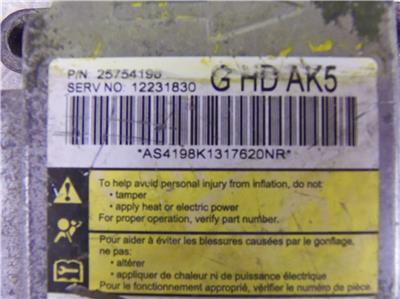 P/N 25754198
G HD AK5
SERV NO. 12231830
*AS4198K1317620NR*
To help avoid personal injury from inflation, do not:
• tamper
• apply heat or electric power
For proper operation, verify part number.
Pour aider à éviter les blessures causées par le gonflage,
ne pas:
• altérer
• appliquer de chaleur ni de puissance électrique
Pour le fonctionnement approprié, vérifier le numéro de pièce.